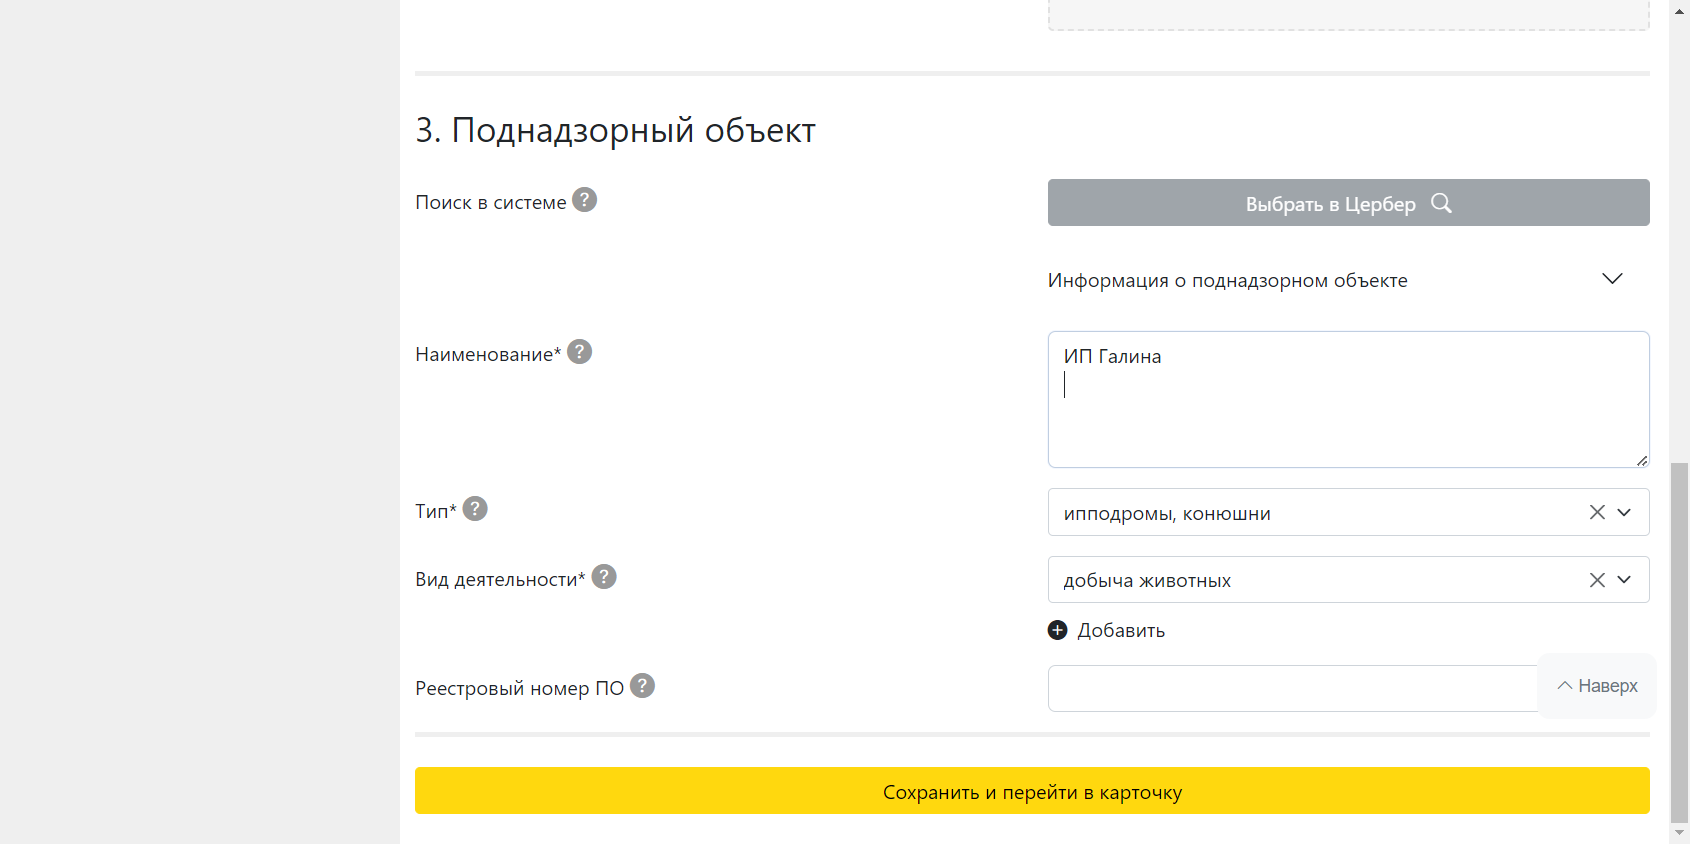 3. Поднадзорный объект
Поиск в системе ?
Выбрать в Цербер
Информация о поднадзорном объекте
Наименование* ?
ИП Галина
Тип* ?
ипподромы, конюшни
Вид деятельности* ?
добыча животных
Добавить
Реестровый номер ПО ?
Наверх
Сохранить и перейти в карточку